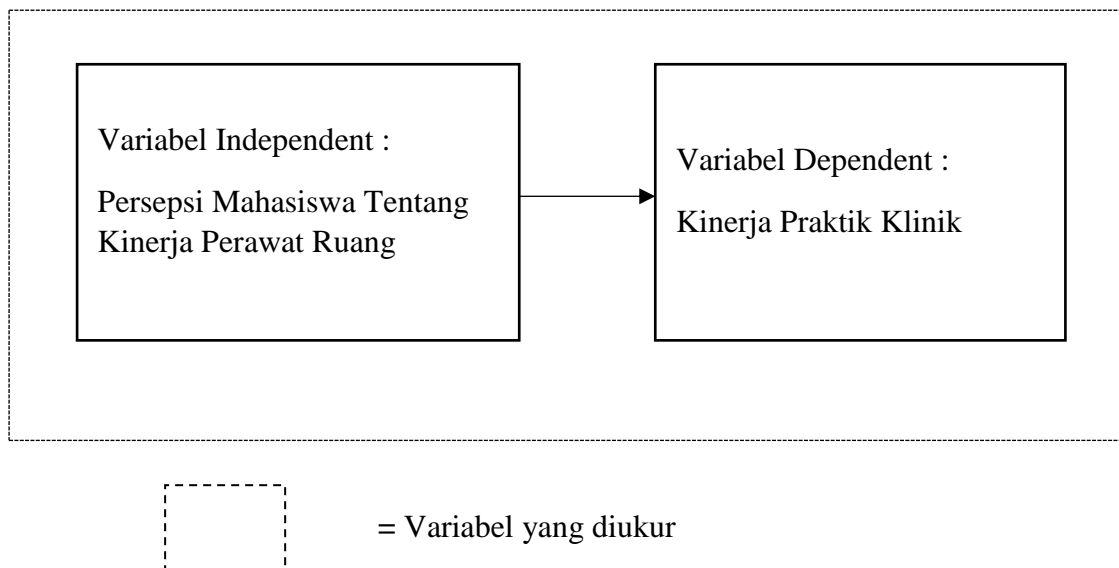 Variabel Independent :
Persepsi Mahasiswa Tentang
Kinerja Perawat Ruang
Variabel Dependent :
Kinerja Praktik Klinik
= Variabel yang diukur